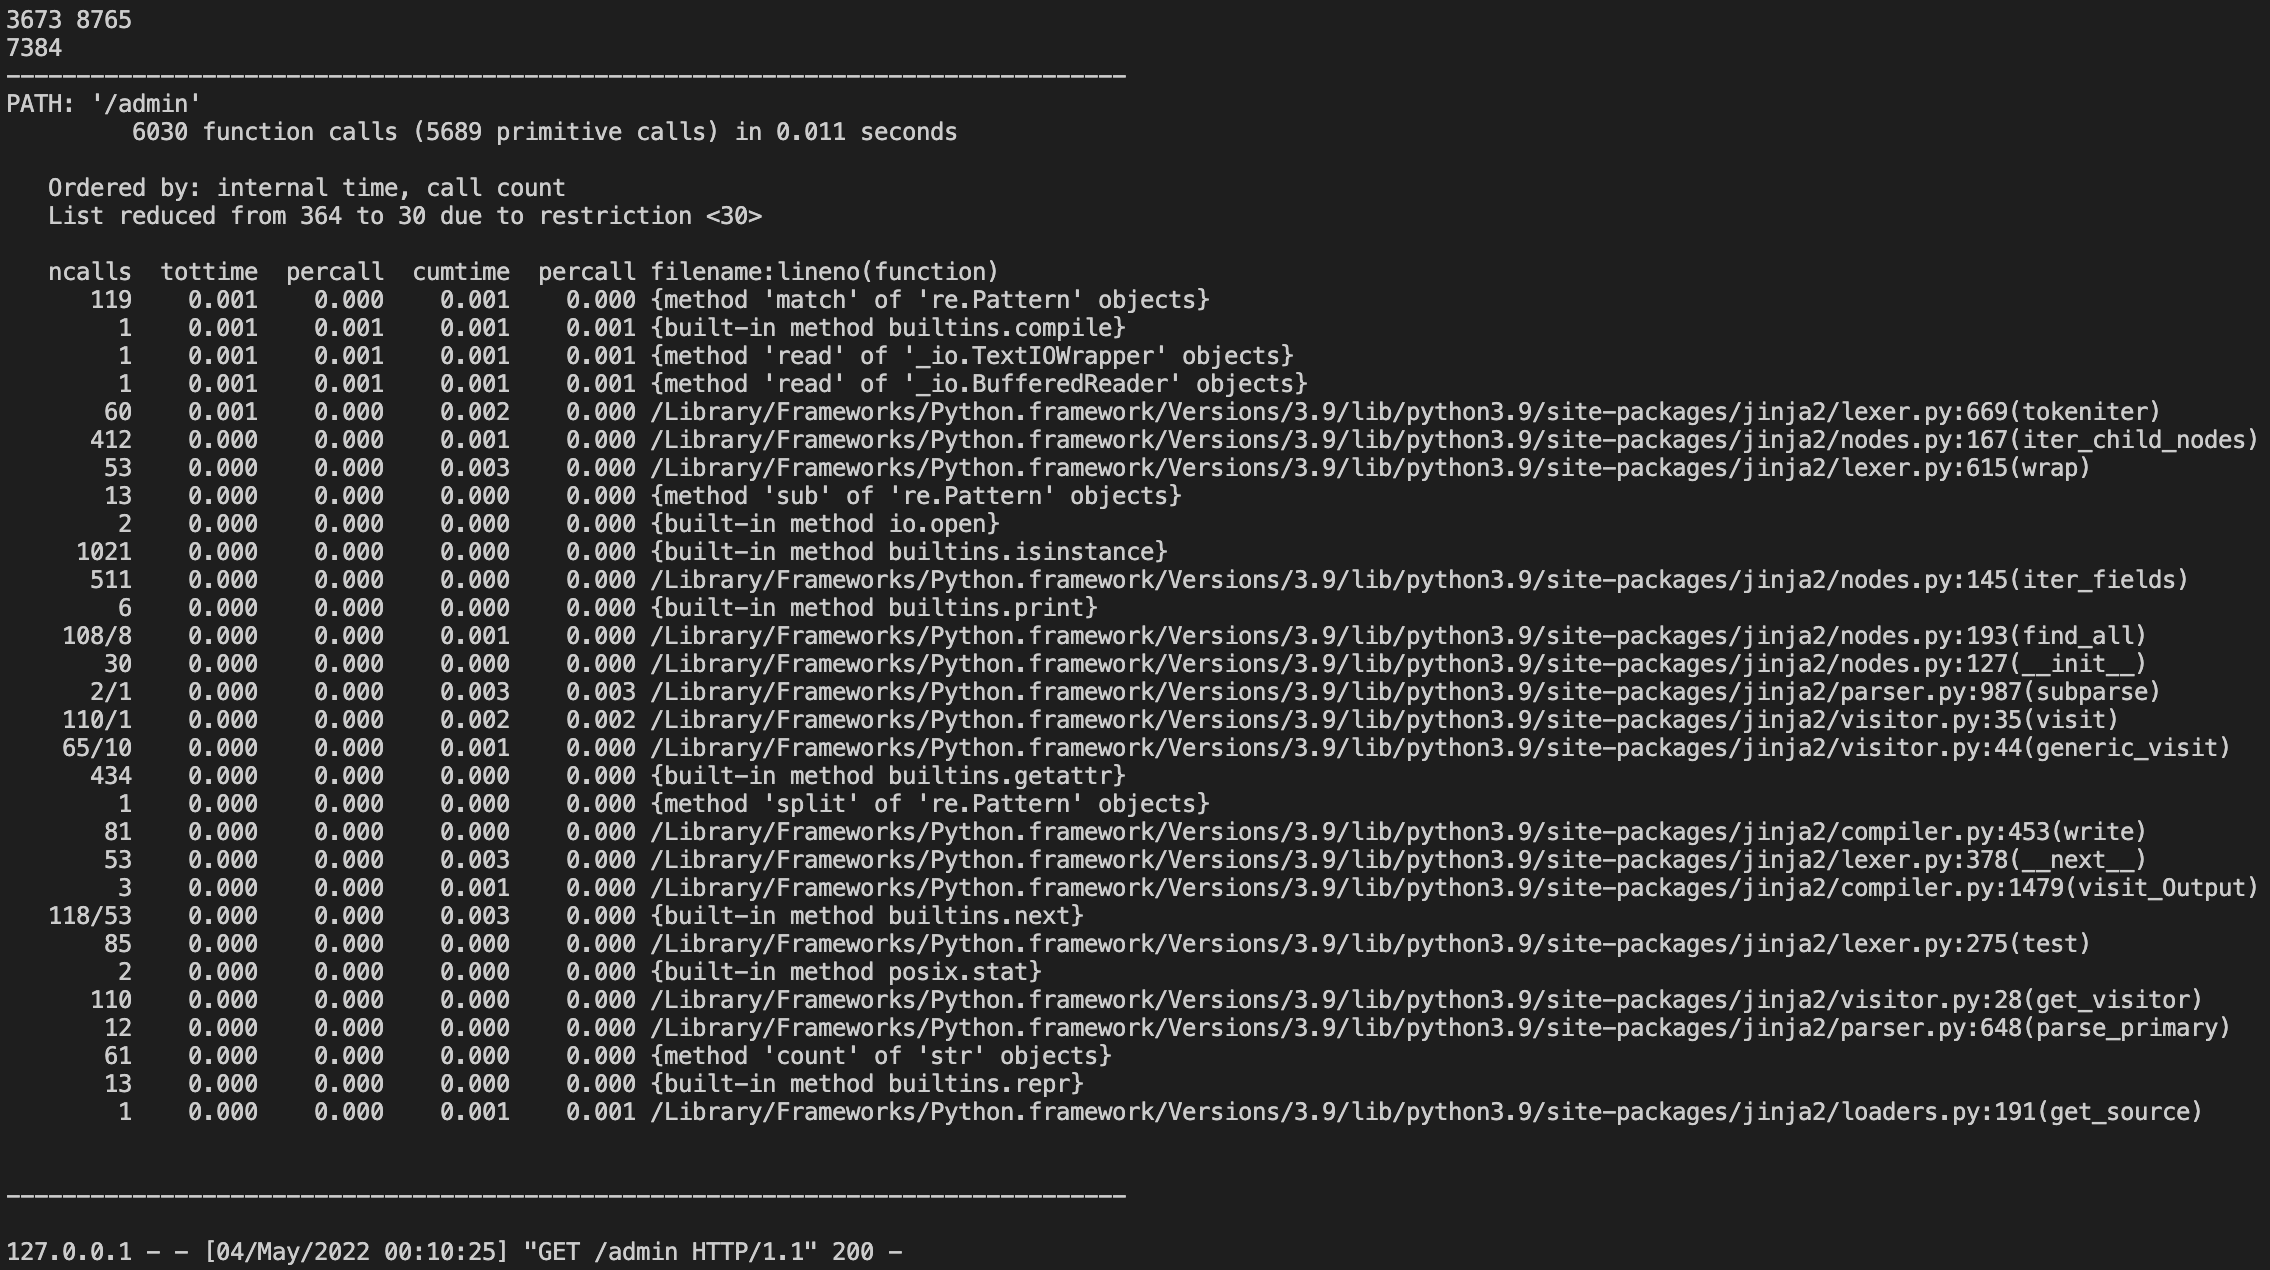 3673 8765
7384
--------------------------------------------------------------------------------
PATH: '/admin'
         6030 function calls (5689 primitive calls) in 0.011 seconds

   Ordered by: internal time, call count
   List reduced from 364 to 30 due to restriction <30>

   ncalls  tottime  percall  cumtime  percall filename:lineno(function)
      119    0.001    0.000    0.001    0.000 {method 'match' of 're.Pattern' objects}
        1    0.001    0.001    0.001    0.001 {built-in method builtins.compile}
        1    0.001    0.001    0.001    0.001 {method 'read' of '_io.TextIOWrapper' objects}
        1    0.001    0.001    0.001    0.001 {method 'read' of '_io.BufferedReader' objects}
       60    0.001    0.000    0.002    0.000 /Library/Frameworks/Python.framework/Versions/3.9/lib/python3.9/site-packages/jinja2/lexer.py:669(tokeniter)
      412    0.000    0.000    0.001    0.000 /Library/Frameworks/Python.framework/Versions/3.9/lib/python3.9/site-packages/jinja2/nodes.py:167(iter_child_nodes)
       53    0.000    0.000    0.003    0.000 /Library/Frameworks/Python.framework/Versions/3.9/lib/python3.9/site-packages/jinja2/lexer.py:615(wrap)
       13    0.000    0.000    0.000    0.000 {method 'sub' of 're.Pattern' objects}
        2    0.000    0.000    0.000    0.000 {built-in method io.open}
     1021    0.000    0.000    0.000    0.000 {built-in method builtins.isinstance}
      511    0.000    0.000    0.000    0.000 /Library/Frameworks/Python.framework/Versions/3.9/lib/python3.9/site-packages/jinja2/nodes.py:145(iter_fields)
        6    0.000    0.000    0.000    0.000 {built-in method builtins.print}
    108/8    0.000    0.000    0.001    0.000 /Library/Frameworks/Python.framework/Versions/3.9/lib/python3.9/site-packages/jinja2/nodes.py:193(find_all)
       30    0.000    0.000    0.000    0.000 /Library/Frameworks/Python.framework/Versions/3.9/lib/python3.9/site-packages/jinja2/nodes.py:127(__init__)
      2/1    0.000    0.000    0.003    0.003 /Library/Frameworks/Python.framework/Versions/3.9/lib/python3.9/site-packages/jinja2/parser.py:987(subparse)
    110/1    0.000    0.000    0.002    0.002 /Library/Frameworks/Python.framework/Versions/3.9/lib/python3.9/site-packages/jinja2/visitor.py:35(visit)
    65/10    0.000    0.000    0.001    0.000 /Library/Frameworks/Python.framework/Versions/3.9/lib/python3.9/site-packages/jinja2/visitor.py:44(generic_visit)
      434    0.000    0.000    0.000    0.000 {built-in method builtins.getattr}
        1    0.000    0.000    0.000    0.000 {method 'split' of 're.Pattern' objects}
       81    0.000    0.000    0.000    0.000 /Library/Frameworks/Python.framework/Versions/3.9/lib/python3.9/site-packages/jinja2/compiler.py:453(write)
       53    0.000    0.000    0.003    0.000 /Library/Frameworks/Python.framework/Versions/3.9/lib/python3.9/site-packages/jinja2/lexer.py:378(__next__)
        3    0.000    0.000    0.001    0.000 /Library/Frameworks/Python.framework/Versions/3.9/lib/python3.9/site-packages/jinja2/compiler.py:1479(visit_Output)
   118/53    0.000    0.000    0.003    0.000 {built-in method builtins.next}
       85    0.000    0.000    0.000    0.000 /Library/Frameworks/Python.framework/Versions/3.9/lib/python3.9/site-packages/jinja2/lexer.py:275(test)
        2    0.000    0.000    0.000    0.000 {built-in method posix.stat}
      110    0.000    0.000    0.000    0.000 /Library/Frameworks/Python.framework/Versions/3.9/lib/python3.9/site-packages/jinja2/visitor.py:28(get_visitor)
       12    0.000    0.000    0.000    0.000 /Library/Frameworks/Python.framework/Versions/3.9/lib/python3.9/site-packages/jinja2/parser.py:648(parse_primary)
       61    0.000    0.000    0.000    0.000 {method 'count' of 'str' objects}
       13    0.000    0.000    0.000    0.000 {built-in method builtins.repr}
        1    0.000    0.000    0.001    0.001 /Library/Frameworks/Python.framework/Versions/3.9/lib/python3.9/site-packages/jinja2/loaders.py:191(get_source)


--------------------------------------------------------------------------------

127.0.0.1 - - [04/May/2022 00:10:25] "GET /admin HTTP/1.1" 200 -